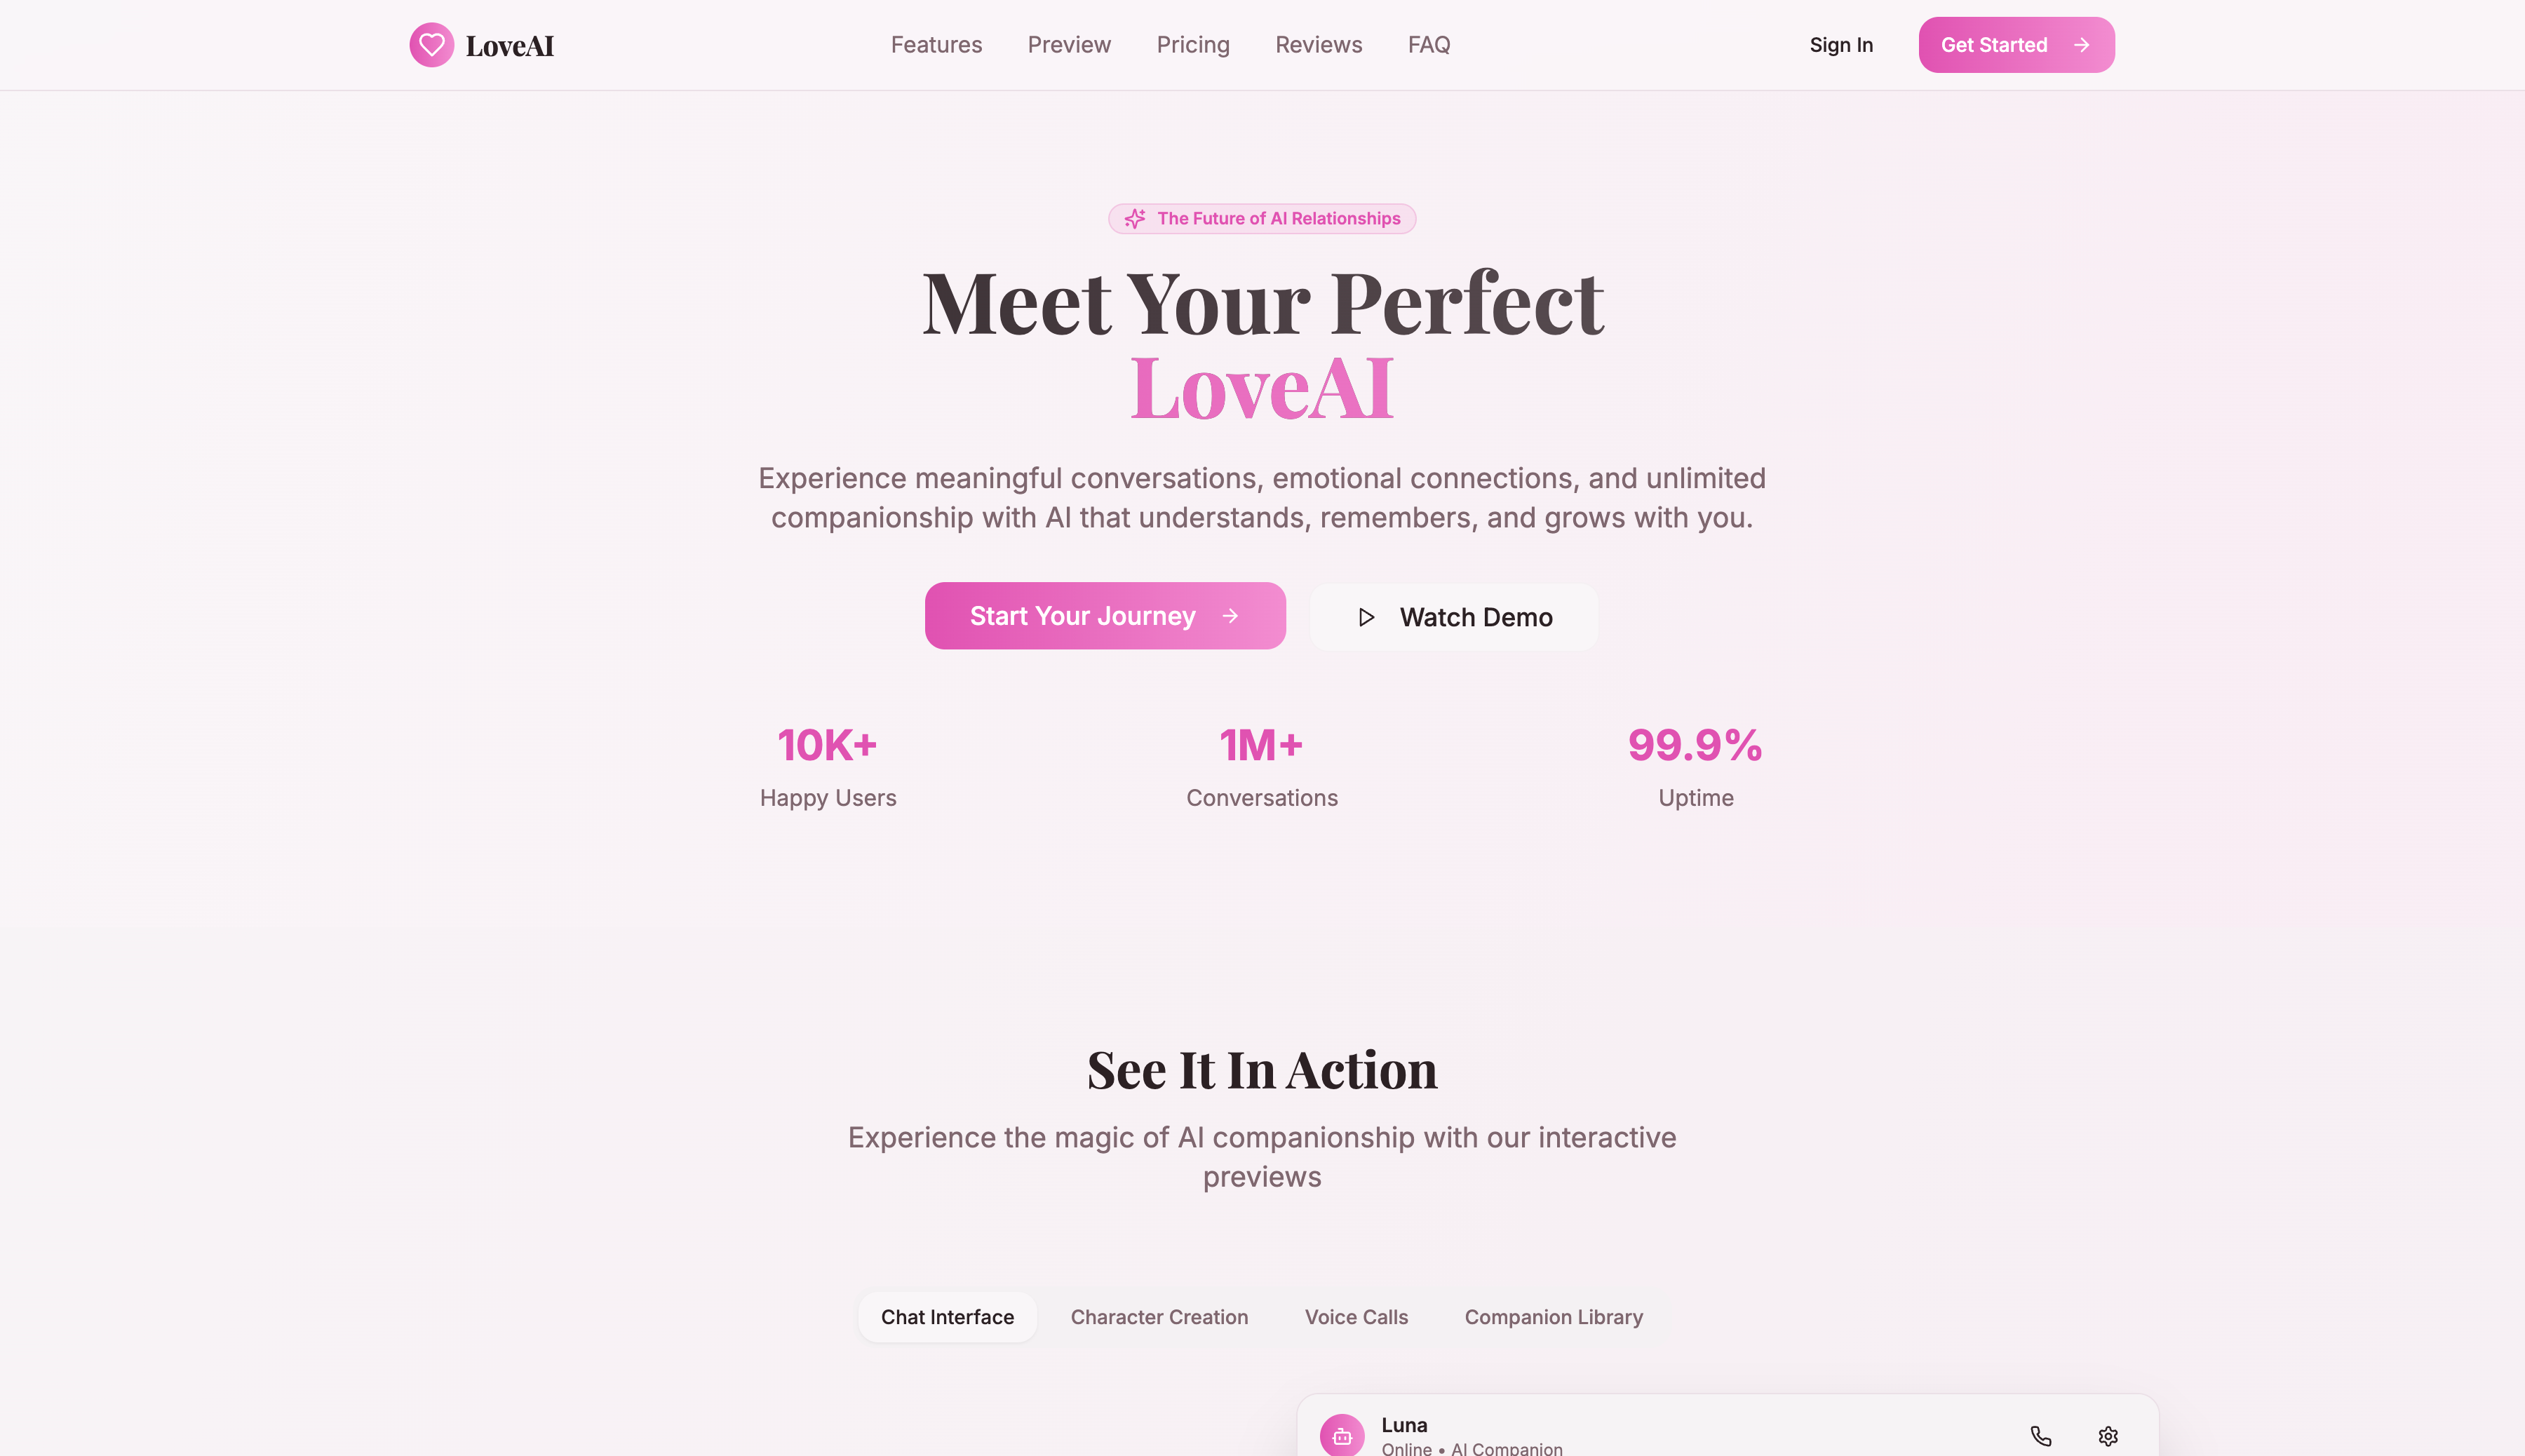 LoveAI
Features
Preview
Pricing
Reviews
FAQ
Sign In
Get Started
The Future of AI Relationships
Meet Your Perfect
LoveAI
Experience meaningful conversations, emotional connections, and unlimited
companionship with AI that understands, remembers, and grows with you.
Start Your Journey
Watch Demo
10K+
Happy Users
1M+
Conversations
99.9%
Uptime
See It In Action
Experience the magic of AI companionship with our interactive
previews
Chat Interface
Character Creation
Voice Calls
Companion Library
Luna
Online • AI Companion